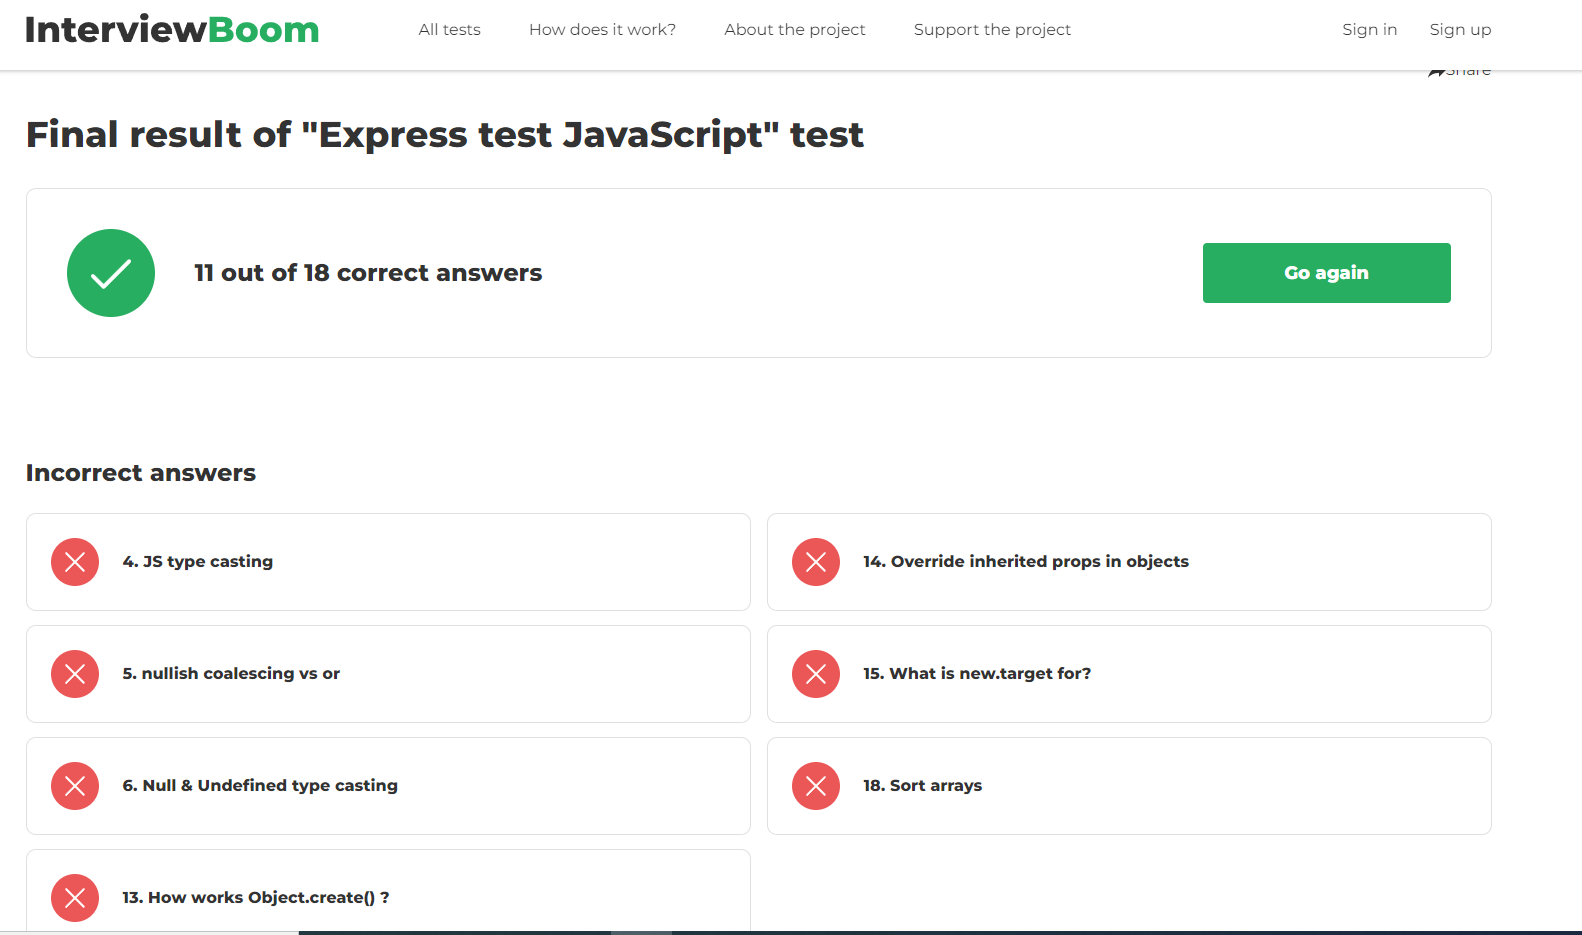 InterviewBoom
All tests
How does it work?
About the project
Support the project
Sign in
Sign up
Share
Final result of "Express test JavaScript" test
11 out of 18 correct answers
Go again
Incorrect answers
4. JS type casting
14. Override inherited props in objects
5. nullish coalescing vs or
15. What is new.target for?
6. Null & Undefined type casting
18. Sort arrays
13. How works Object.create() ?